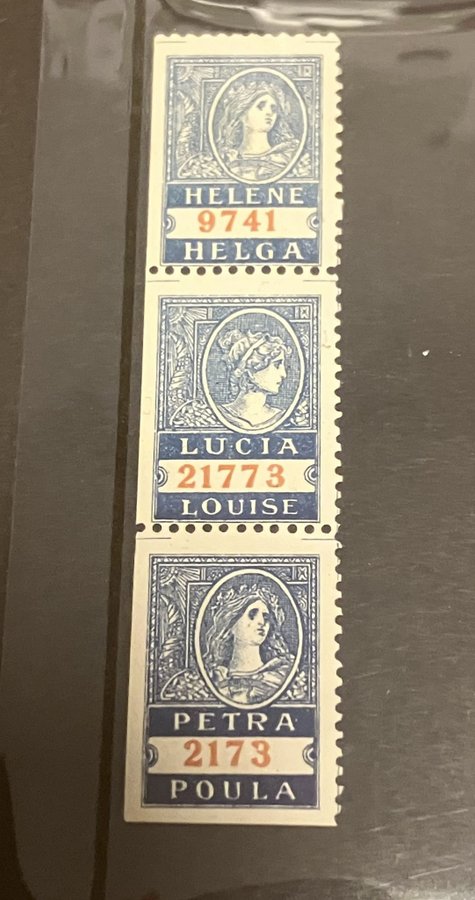 HELENE
9741
HELGA
LUCIA
21773
LOUISE
PETRA
2173
POULA